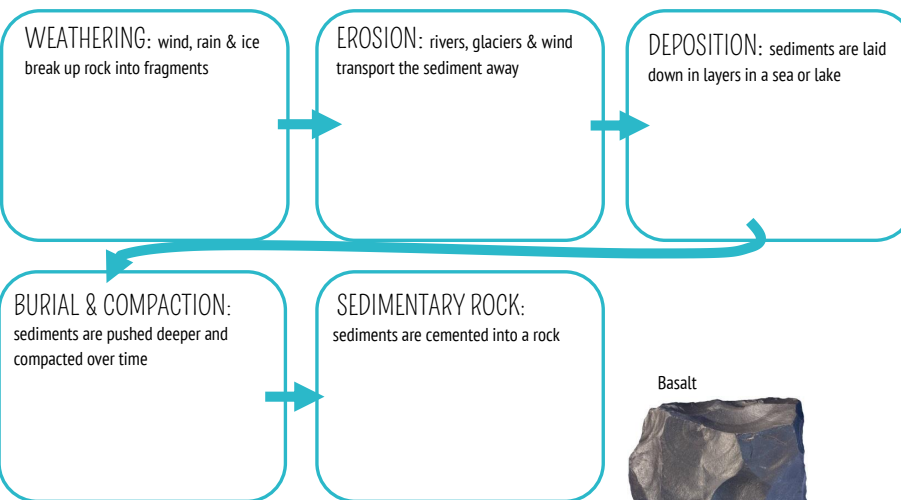 WEATHERING: wind, rain & ice
break up rock into fragments
EROSION: rivers, glaciers & wind
transport the sediment away
DEPOSITION: sediments are laid
down in layers in a sea or lake
BURIAL & COMPACTION:
sediments are pushed deeper and
compacted over time
SEDIMENTARY ROCK:
sediments are cemented into a rock
Basalt